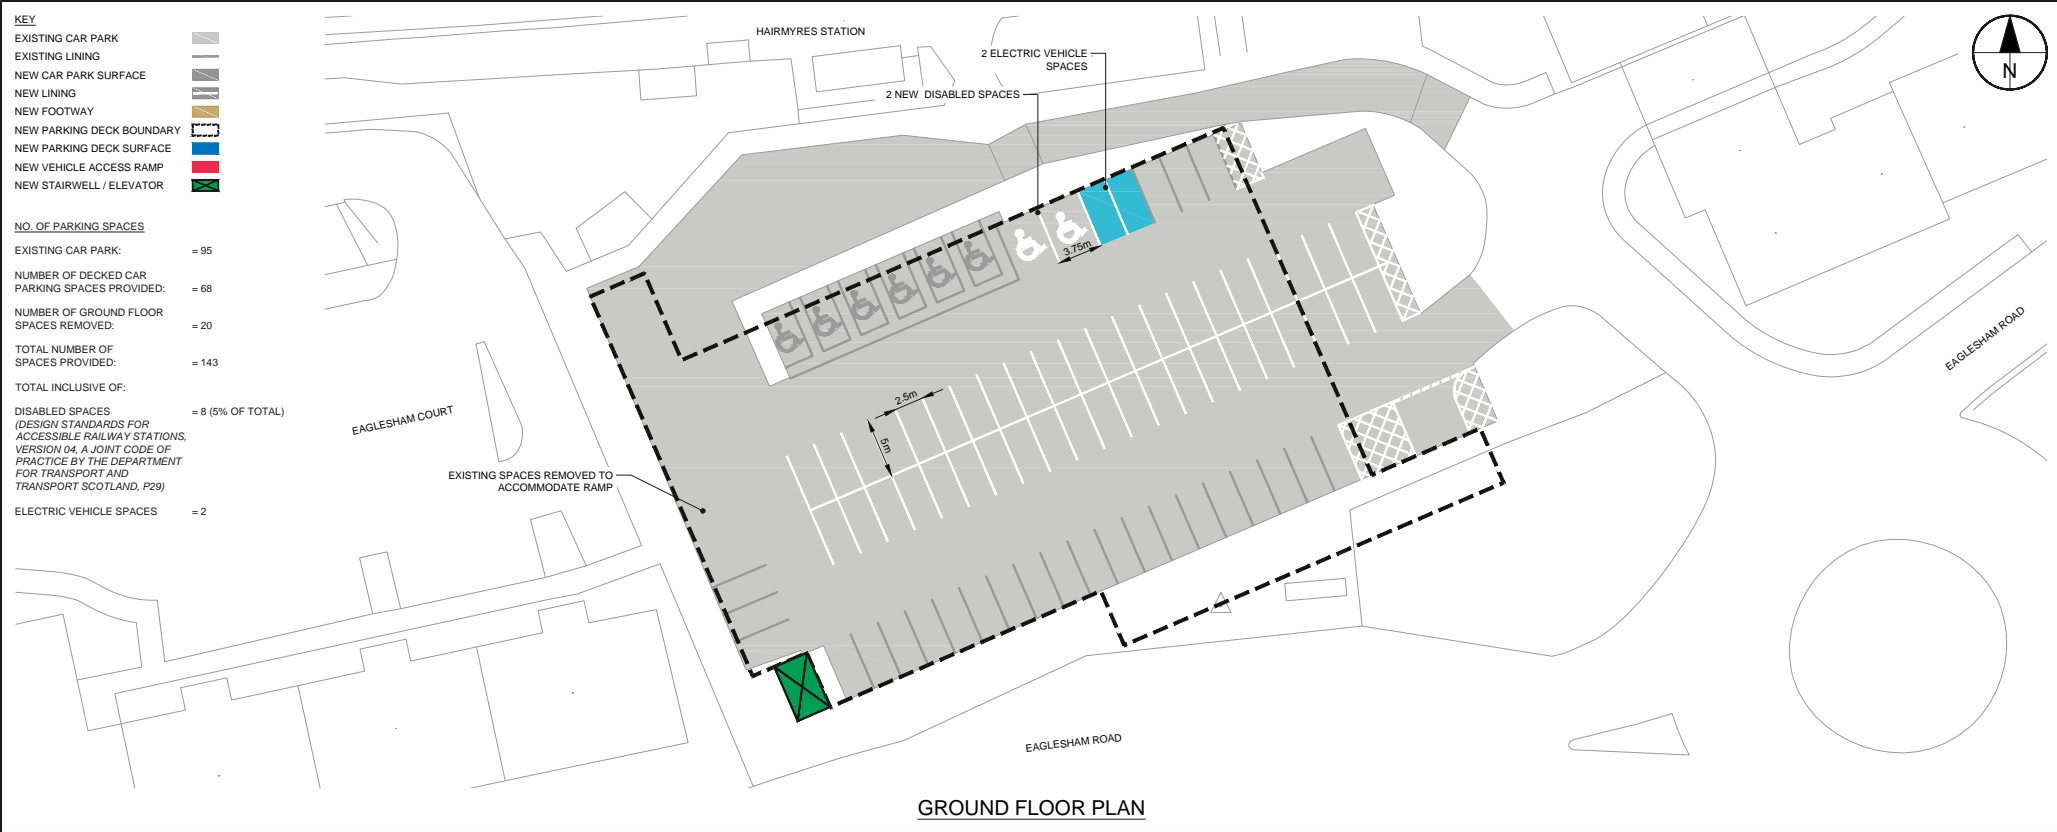 KEY
EXISTING CAR PARK
EXISTING LINING
NEW CAR PARK SURFACE
NEW LINING
NEW FOOTWAY
NEW PARKING DECK BOUNDARY
NEW PARKING DECK SURFACE
NEW VEHICLE ACCESS RAMP
NEW STAIRWELL / ELEVATOR
NO. OF PARKING SPACES
EXISTING CAR PARK: = 95
NUMBER OF DECKED CAR
PARKING SPACES PROVIDED: = 68
NUMBER OF GROUND FLOOR
SPACES REMOVED: = 20
TOTAL NUMBER OF
SPACES PROVIDED: = 143
TOTAL INCLUSIVE OF:
DISABLED SPACES = 8 (5% OF TOTAL)
(DESIGN STANDARDS FOR
ACCESSIBLE RAILWAY STATIONS,
VERSION 04, A JOINT CODE OF
PRACTICE BY THE DEPARTMENT
FOR TRANSPORT AND
TRANSPORT SCOTLAND, P29)
ELECTRIC VEHICLE SPACES = 2
HAIRMYRES STATION
2 ELECTRIC VEHICLE
SPACES
2 NEW DISABLED SPACES
N
3.75m
2.5m
5m
EAGLESHAM COURT
EXISTING SPACES REMOVED TO
ACCOMMODATE RAMP
EAGLESHAM ROAD
EAGLESHAM ROAD
GROUND FLOOR PLAN